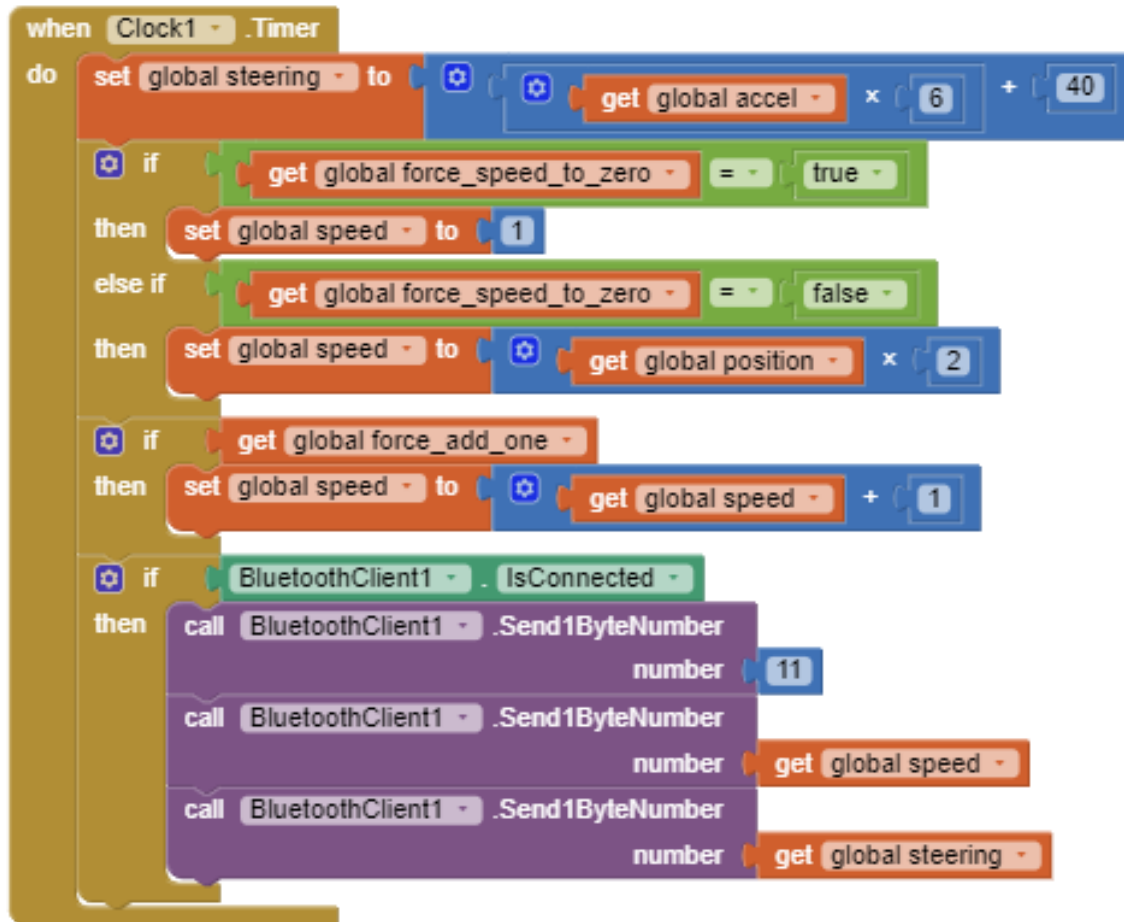 when Clock1 .Timer
do set global steering to get global accel × 6 + 40
if get global force_speed_to_zero = true
then set global speed to 1
else if get global force_speed_to_zero = false
then set global speed to get global position × 2
if get global force_add_one
then set global speed to get global speed + 1
if BluetoothClient1 . IsConnected
then call BluetoothClient1 .Send1ByteNumber
number 11
call BluetoothClient1 .Send1ByteNumber
number get global speed
call BluetoothClient1 .Send1ByteNumber
number get global steering